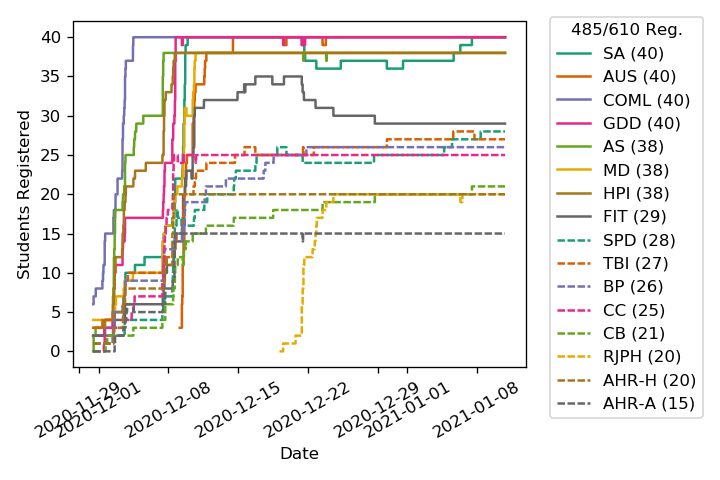 485/610 Reg.
SA (40)
AUS (40)
COML (40)
GDD (40)
AS (38)
MD (38)
HPI (38)
FIT (29)
SPD (28)
TBI (27)
BP (26)
CC (25)
CB (21)
RJPH (20)
AHR-H (20)
AHR-A (15)
Students Registered
40
35
30
25
20
15
10
5
0
2020-11-29
2020-12-01
2020-12-08
2020-12-15
2020-12-22
2020-12-29
2021-01-01
2021-01-08
Date